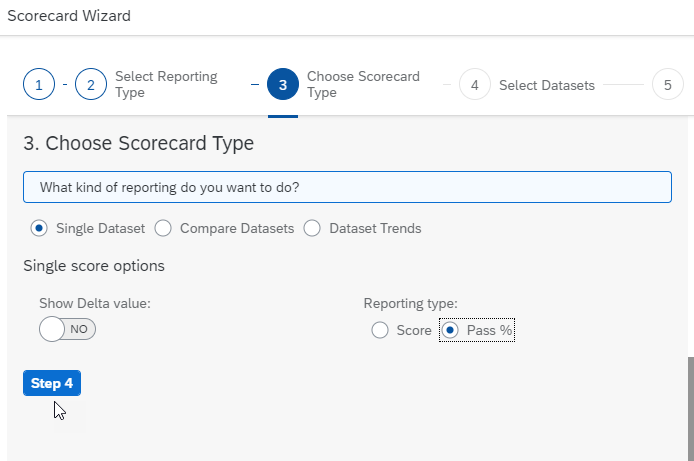 Scorecard Wizard
1 2 Select Reporting Type 3 Choose Scorecard Type 4 Select Datasets 5
3. Choose Scorecard Type
What kind of reporting do you want to do?
Single Dataset Compare Datasets Dataset Trends
Single score options
Show Delta value: Reporting type:
NO Score Pass %
Step 4